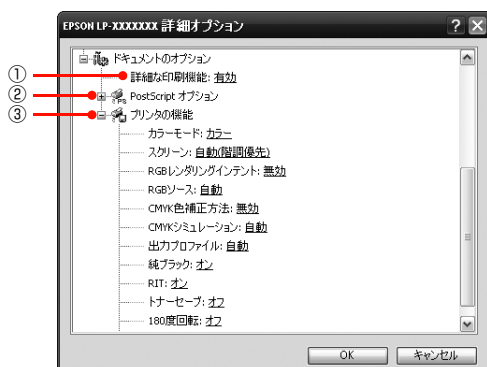 EPSON LP-XXXXXXX 詳細オプション
ドキュメントのオプション
① 詳細な印刷機能: 有効
② PostScript オプション
③ プリンタの機能
カラーモード: カラー
スクリーン: 自動(階調優先)
RGBレンダリングインテント: 無効
RGBソース: 自動
CMYK色補正方法: 無効
CMYKシミュレーション: 自動
出力プロファイル: 自動
純ブラック: オン
RIT: オン
トナーセーブ: オフ
180度回転: オフ
OK キャンセル